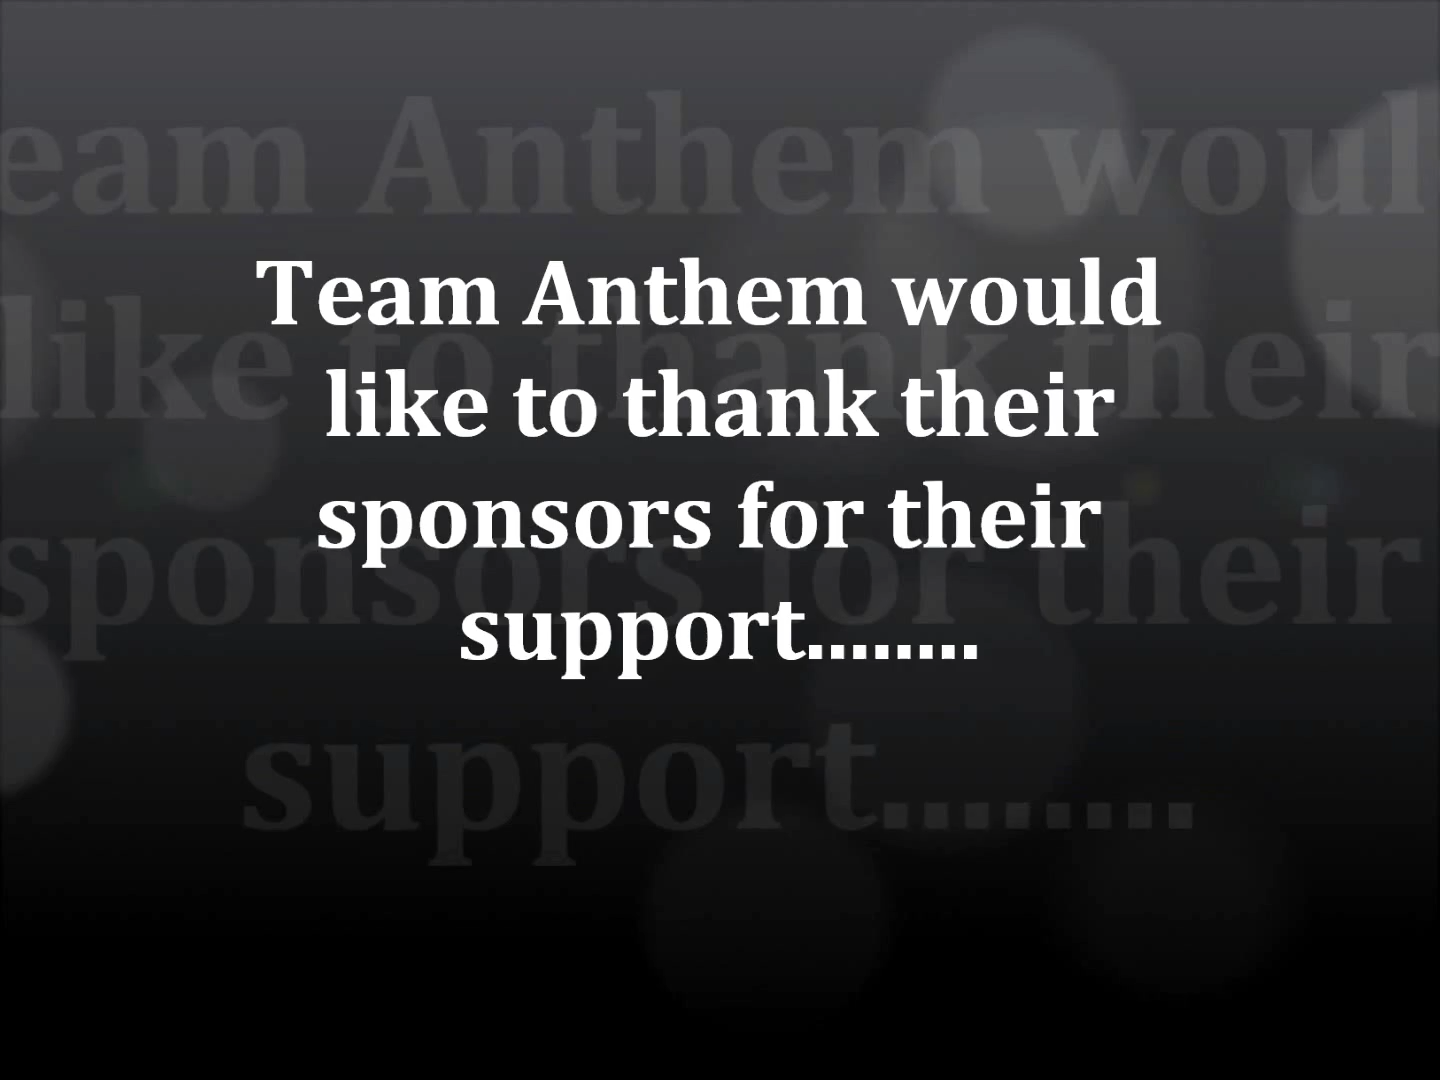 Team Anthem would
like to thank their
sponsors for their
support........